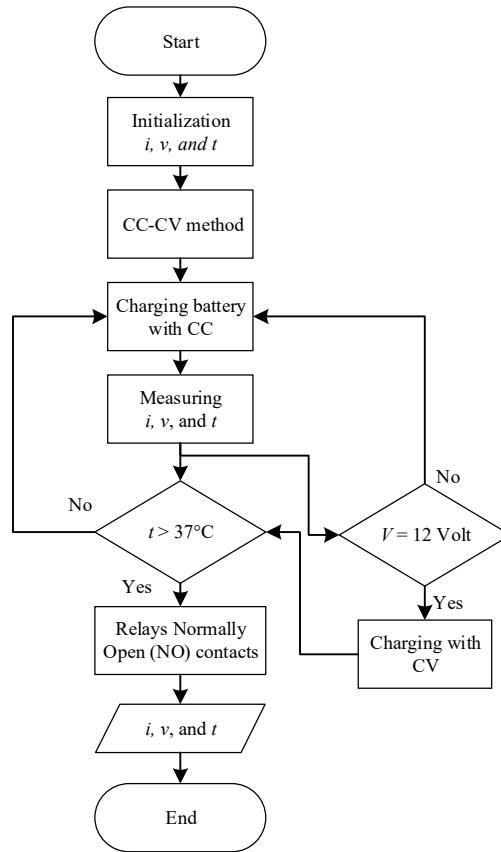 Start
Initialization
i, v, and t
CC-CV method
Charging battery
with CC
Measuring
i, v, and t
No
t > 37°C
Yes
No
V = 12 Volt
Yes
Charging with
CV
Relays Normally
Open (NO) contacts
i, v, and t
End